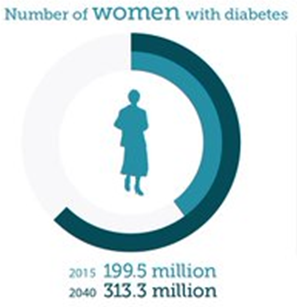 Number of women with diabetes
2015 199.5 million
2040 313.3 million